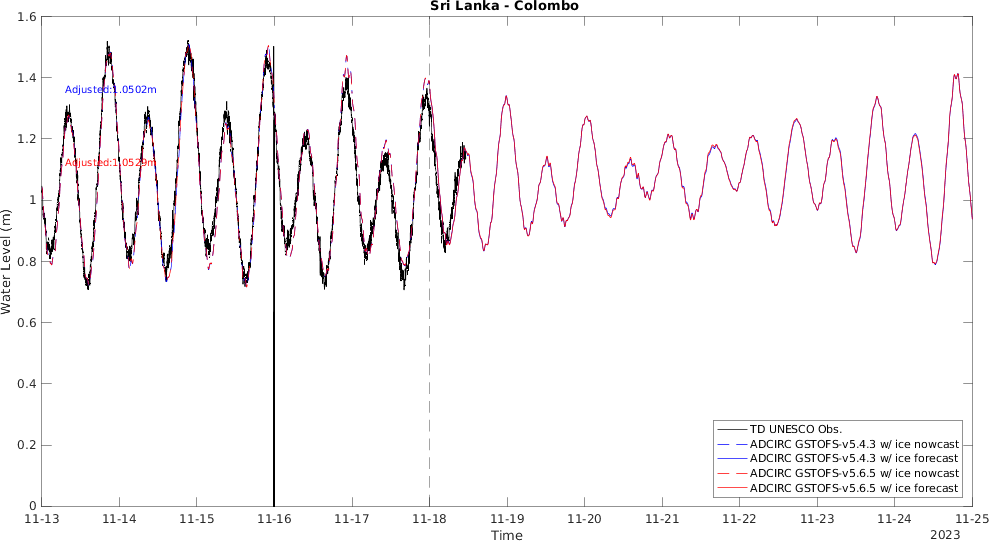 Sri Lanka - Colombo
1.6
1.4
1.2
1
0.8
0.6
0.4
0.2
0
Water Level (m)
Adjusted:1.0502m
Adjusted:1.0529m
TD UNESCO Obs.
ADCIRC GSTOFS-v5.4.3 w/ ice nowcast
ADCIRC GSTOFS-v5.4.3 w/ ice forecast
ADCIRC GSTOFS-v5.6.5 w/ ice nowcast
ADCIRC GSTOFS-v5.6.5 w/ ice forecast
11-13 11-14 11-15 11-16 11-17 11-18 11-19 11-20 11-21 11-22 11-23 11-24 11-25
Time
2023